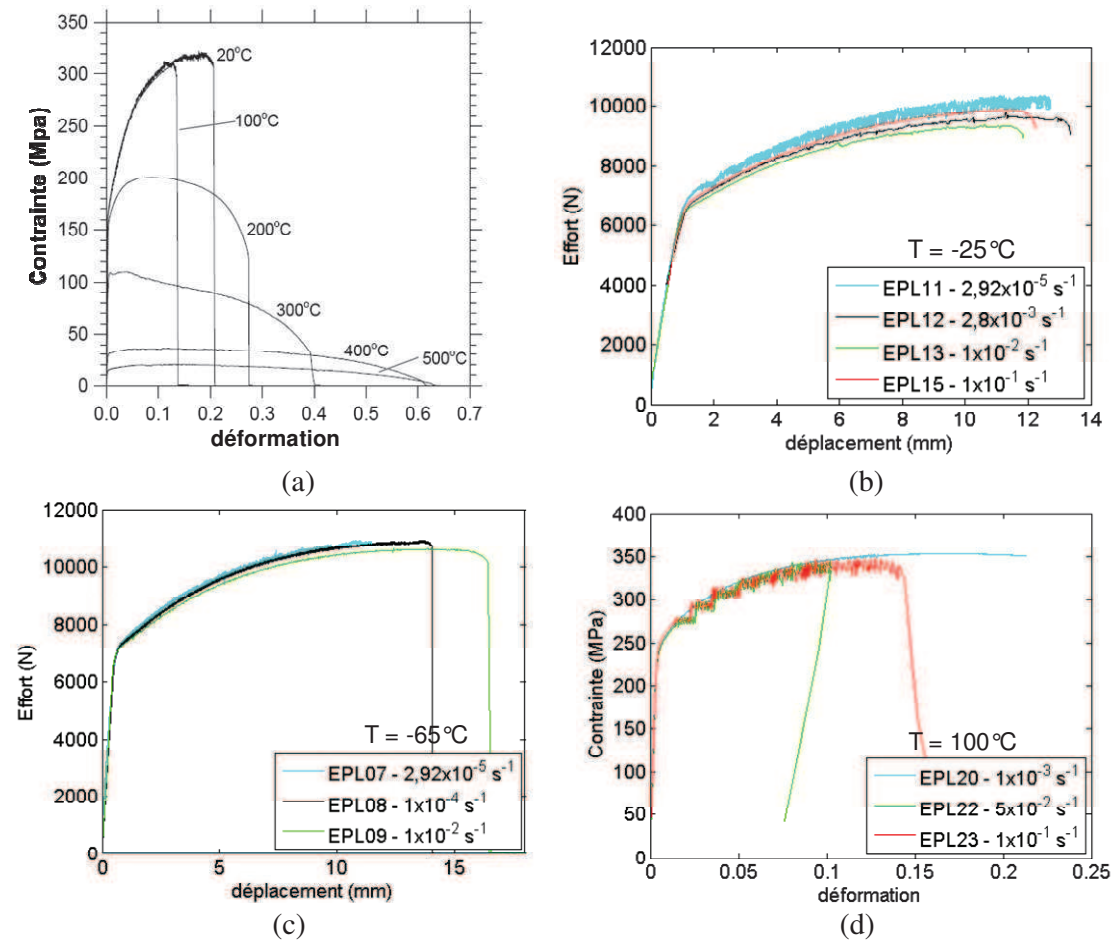 350
300
250
200
150
100
50
0
Contrainte (Mpa)
20°C
100°C
200°C
300°C
400°C
500°C
0.0 0.1 0.2 0.3 0.4 0.5 0.6 0.7
déformation
(a)
12000
10000
8000
6000
4000
2000
0
Effort (N)
T = -25°C
EPL11 - 2,92x10⁻⁵ s⁻¹
EPL12 - 2,8x10⁻³ s⁻¹
EPL13 - 1x10⁻² s⁻¹
EPL15 - 1x10⁻¹ s⁻¹
0 2 4 6 8 10 12 14
déplacement (mm)
(b)
12000
10000
8000
6000
4000
2000
0
Effort (N)
T = -65°C
EPL07 - 2,92x10⁻⁵ s⁻¹
EPL08 - 1x10⁻⁴ s⁻¹
EPL09 - 1x10⁻² s⁻¹
0 5 10 15
déplacement (mm)
(c)
400
350
300
250
200
150
100
50
0
Contrainte (MPa)
T = 100°C
EPL20 - 1x10⁻³ s⁻¹
EPL22 - 5x10⁻² s⁻¹
EPL23 - 1x10⁻¹ s⁻¹
0 0.05 0.1 0.15 0.2 0.25
déformation
(d)